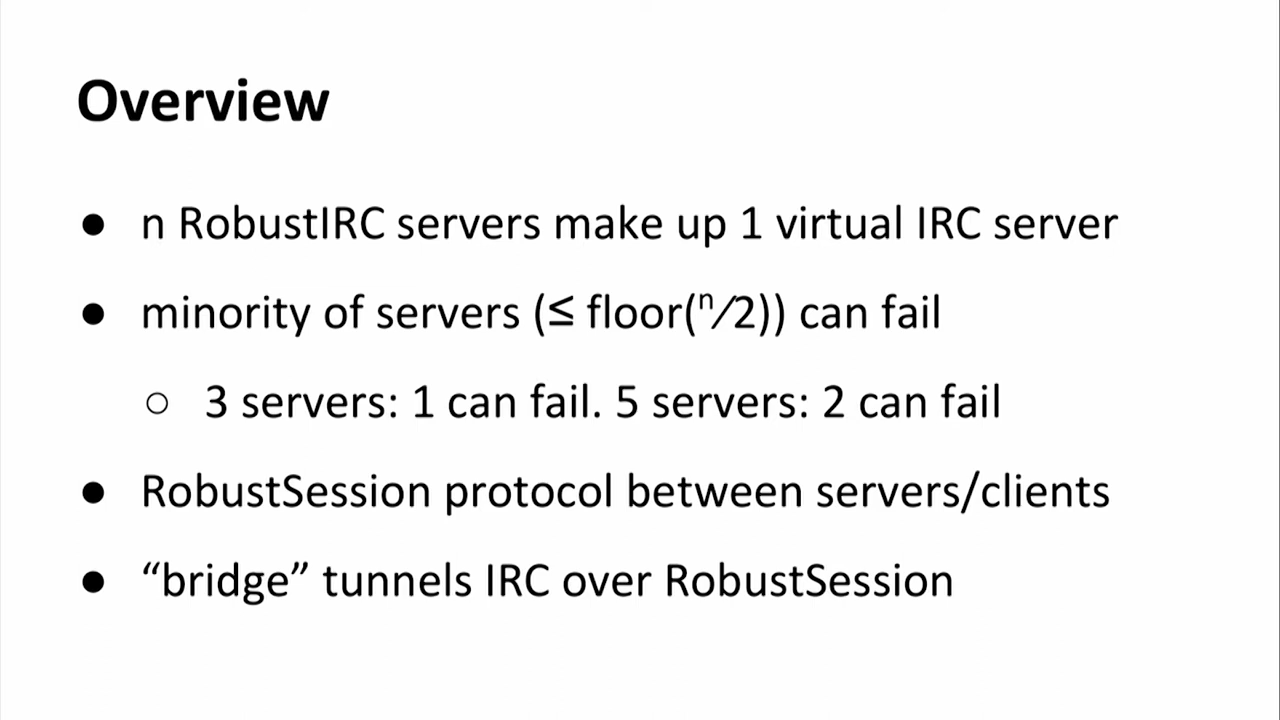 Overview
● n RobustIRC servers make up 1 virtual IRC server
● minority of servers (≤ floor(ⁿ⁄2)) can fail
○ 3 servers: 1 can fail. 5 servers: 2 can fail
● RobustSession protocol between servers/clients
● “bridge” tunnels IRC over RobustSession